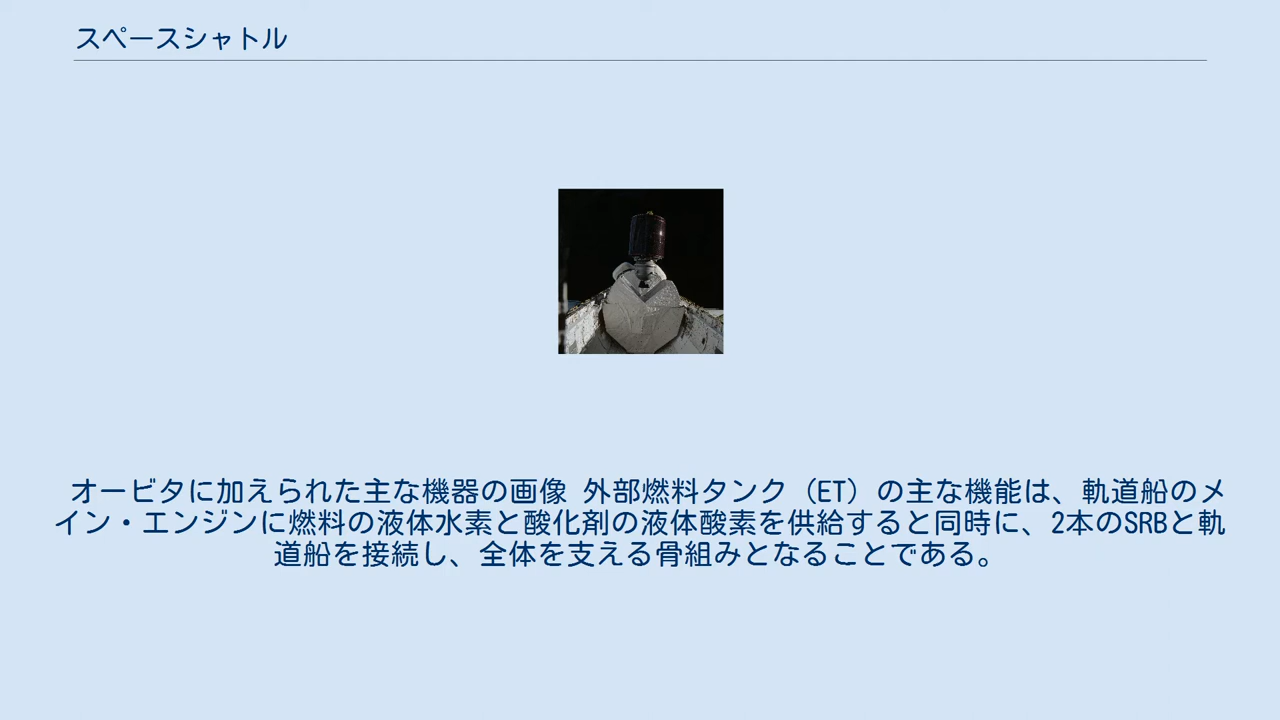 スペースシャトル
オービタに加えられた主な機器の画像 外部燃料タンク（ET）の主な機能は、軌道船のメ
イン・エンジンに燃料の液体水素と酸化剤の液体酸素を供給すると同時に、2本のSRBと軌
道船を接続し、全体を支える骨組みとなることである。